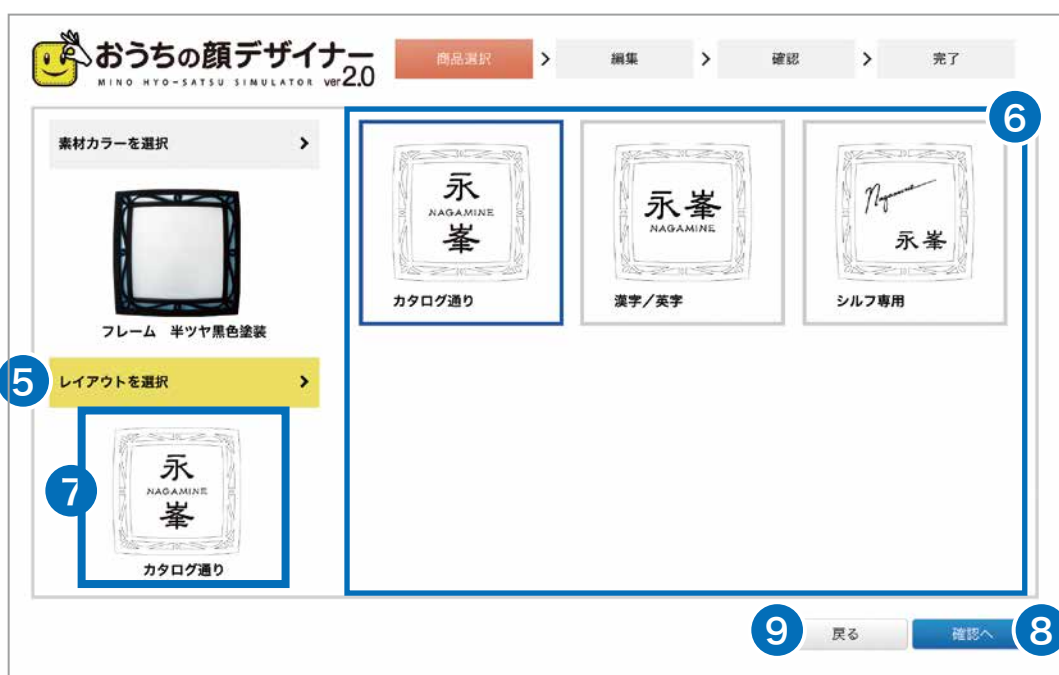 おうちの顔デザイナー
MINO HYO-SATSU SIMULATOR ver2.0
商品選択 > 編集 > 確認 > 完了
6
素材カラーを選択 >
フレーム 半ツヤ黒色塗装
5 レイアウトを選択 >
7
永
NAGAMINE
峯
カタログ通り
永
NAGAMINE
峯
カタログ通り
永峯
NAGAMINE
漢字/英字
Nagamine
永峯
シルフ専用
9 戻る
確認へ 8